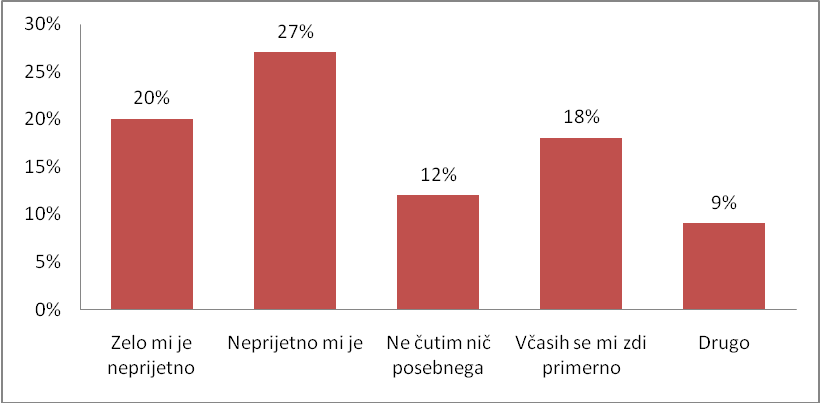 30%
25%
20%
15%
10%
5%
0%
20%
27%
12%
18%
9%
Zelo mi je
neprijetno
Neprijetno mi je
Ne čutim nič
posebnega
Včasih se mi zdi
primerno
Drugo